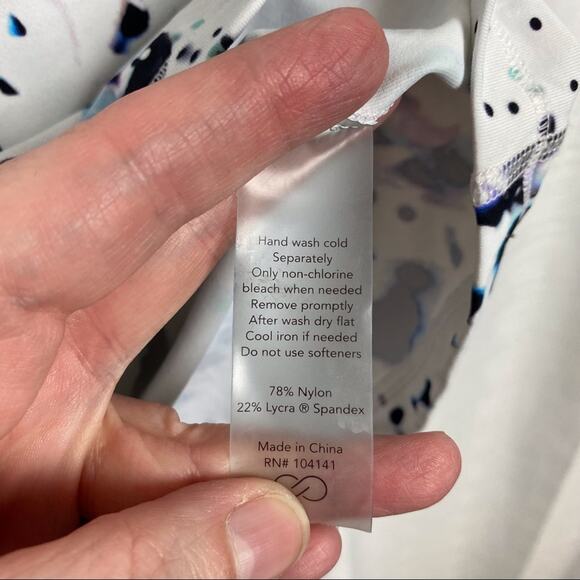 Hand wash cold
Separately
Only non-chlorine
bleach when needed
Remove promptly
After wash dry flat
Cool iron if needed
Do not use softeners
78% Nylon
22% Lycra ® Spandex
Made in China
RN# 104141